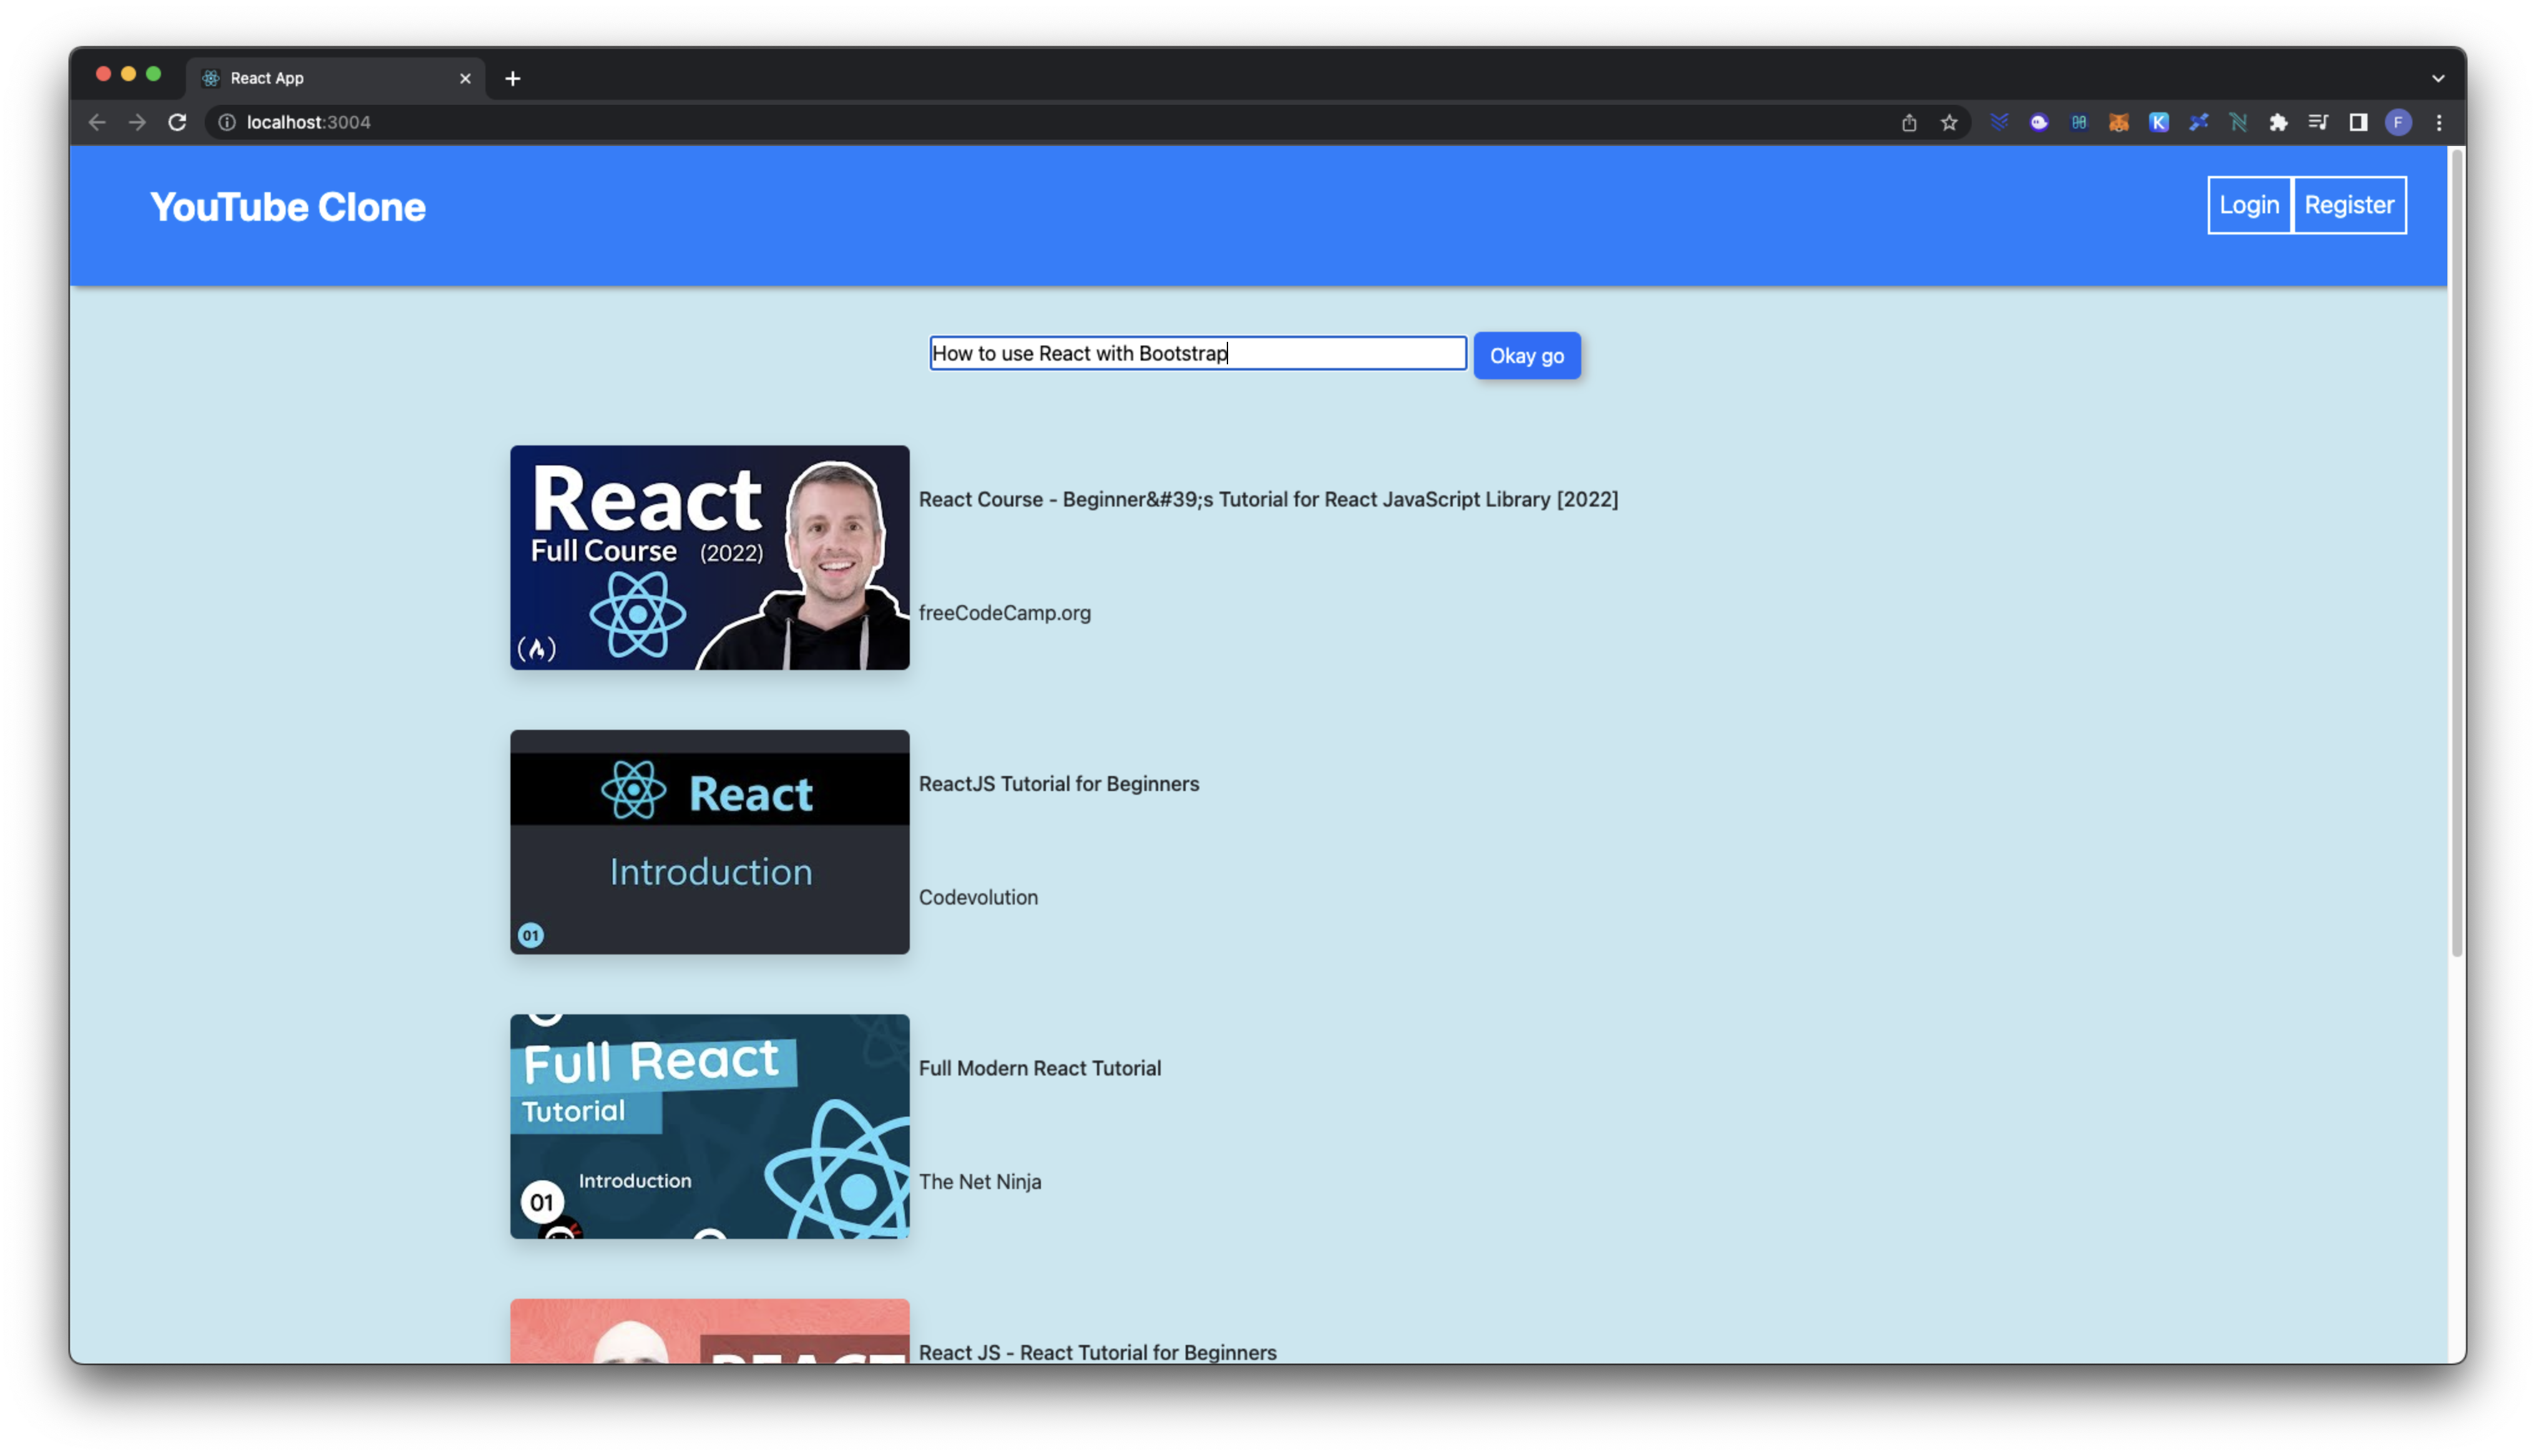 React App
localhost:3004
F
YouTube Clone
Login
Register
How to use React with Bootstrap
Okay go
React
Full Course (2022)
React Course - Beginner&#39;s Tutorial for React JavaScript Library [2022]
freeCodeCamp.org
React
Introduction
01
ReactJS Tutorial for Beginners
Codevolution
Full React
Tutorial
Introduction
01
Full Modern React Tutorial
The Net Ninja
REACT
React JS - React Tutorial for Beginners